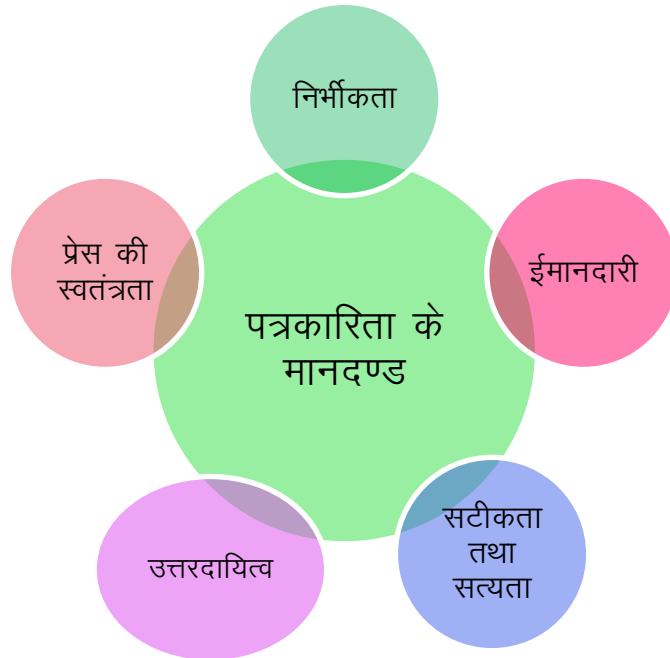 निर्भीकता
प्रेस की
स्वतंत्रता
ईमानदारी
पत्रकारिता के
मानदण्ड
सटीकता
तथा
सत्यता
उत्तरदायित्व